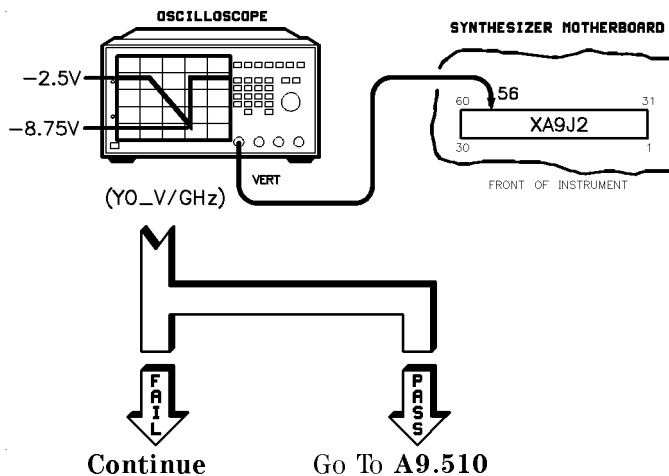 OSCILLOSCOPE
SYNTHESIZER MOTHERBOARD
-2.5V
-8.75V
56
60
31
XA9J2
30
1
VERT
FRONT OF INSTRUMENT
(YO_V/GHz)
FAIL
PASS
Continue
Go To A9.510